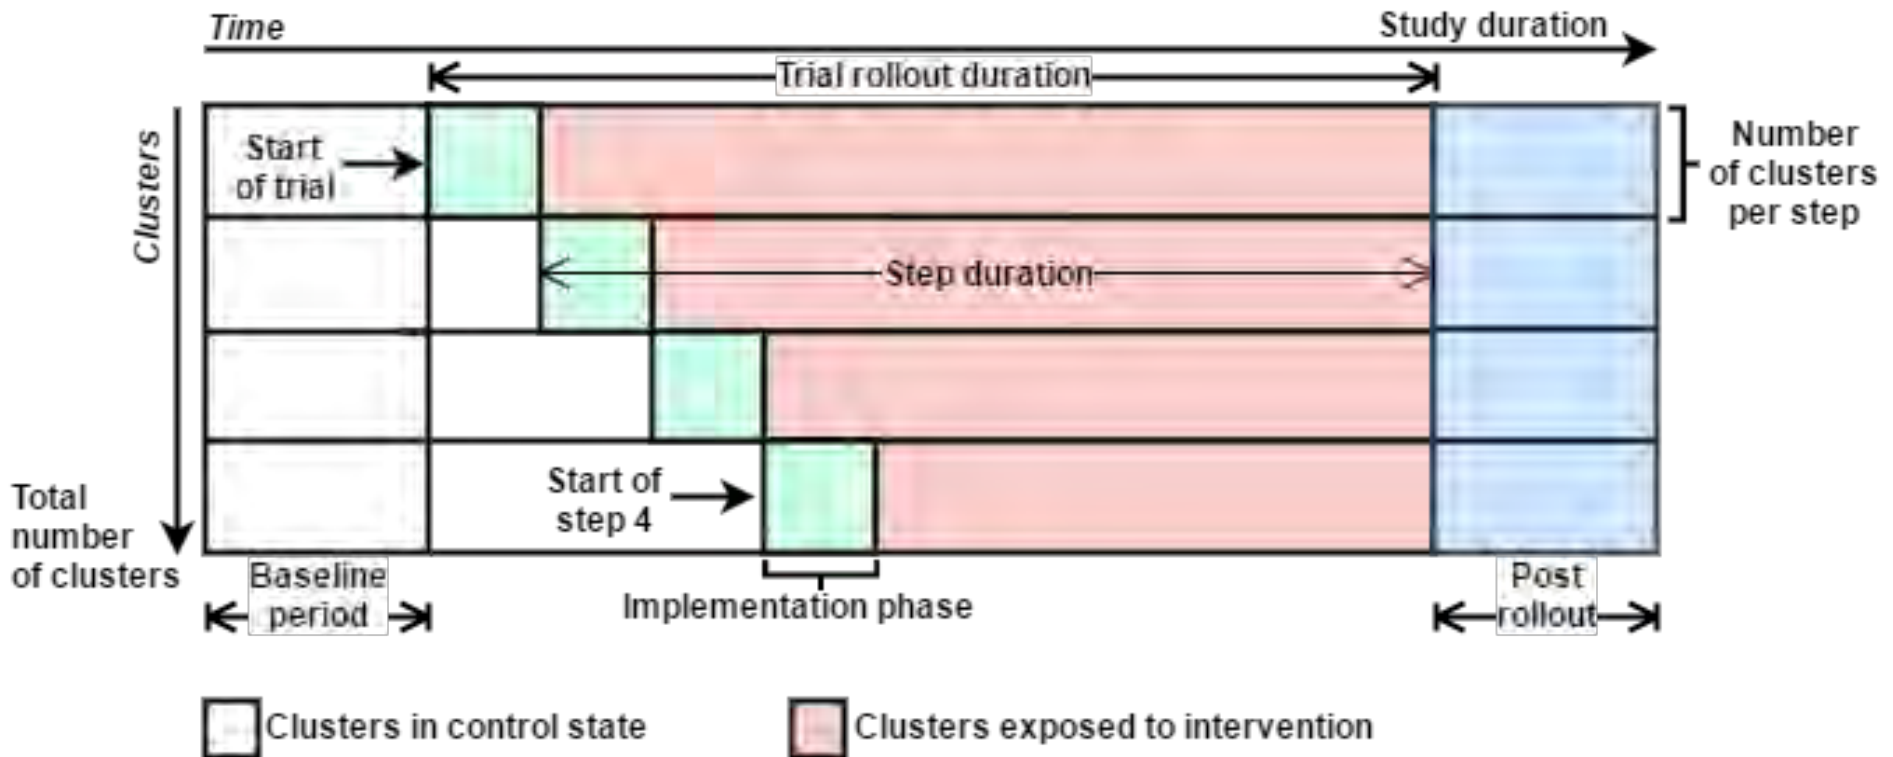 Time
Study duration
Trial rollout duration
Clusters
Start
of trial
Number
of clusters
per step
Step duration
Start of
step 4
Total
number
of clusters
Baseline
period
Implementation phase
Post
rollout
Clusters in control state
Clusters exposed to intervention